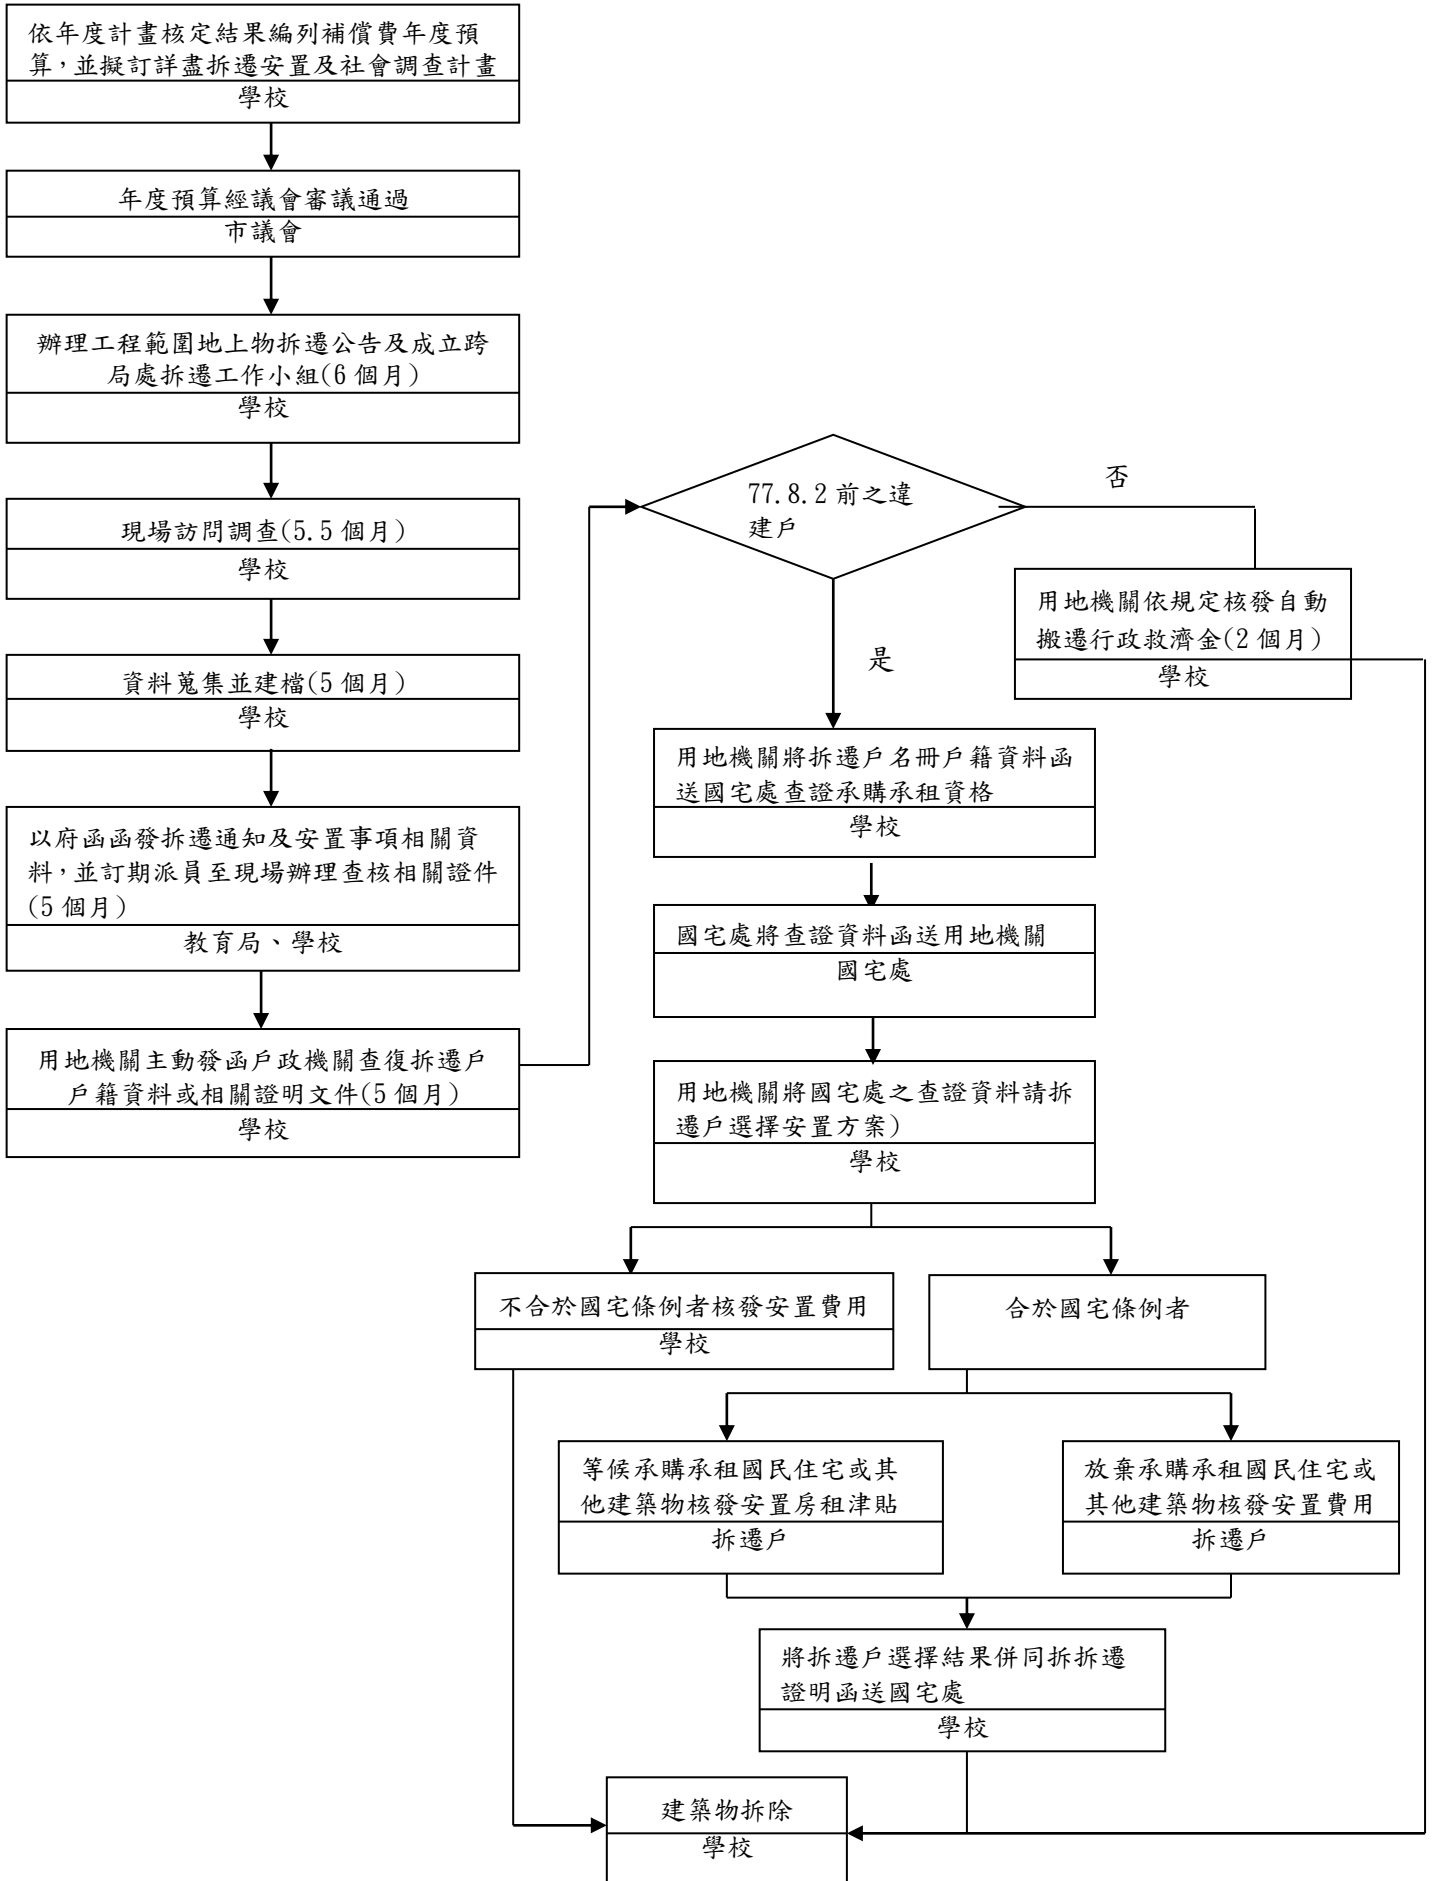 依年度計畫核定結果編列補償費年度預
算，並擬訂詳盡拆遷安置及社會調查計畫
學校
年度預算經議會審議通過
市議會
辦理工程範圍地上物拆遷公告及成立跨
局處拆遷工作小組(6 個月)
學校
現場訪問調查(5.5 個月)
學校
資料蒐集並建檔(5 個月)
學校
以府函函發拆遷通知及安置事項相關資
料，並訂期派員至現場辦理查核相關證件
(5 個月)
教育局、學校
用地機關主動發函戶政機關查復拆遷戶
戶籍資料或相關證明文件(5 個月)
學校
77.8.2 前之違
建戶
否
是
用地機關依規定核發自動
搬遷行政救濟金(2 個月)
學校
用地機關將拆遷戶名冊戶籍資料函
送國宅處查證承購承租資格
學校
國宅處將查證資料函送用地機關
國宅處
用地機關將國宅處之查證資料請拆
遷戶選擇安置方案)
學校
不合於國宅條例者核發安置費用
學校
合於國宅條例者
等候承購承租國民住宅或其
他建築物核發安置房租津貼
拆遷戶
放棄承購承租國民住宅或
其他建築物核發安置費用
拆遷戶
將拆遷戶選擇結果併同拆拆遷
證明函送國宅處
學校
建築物拆除
學校